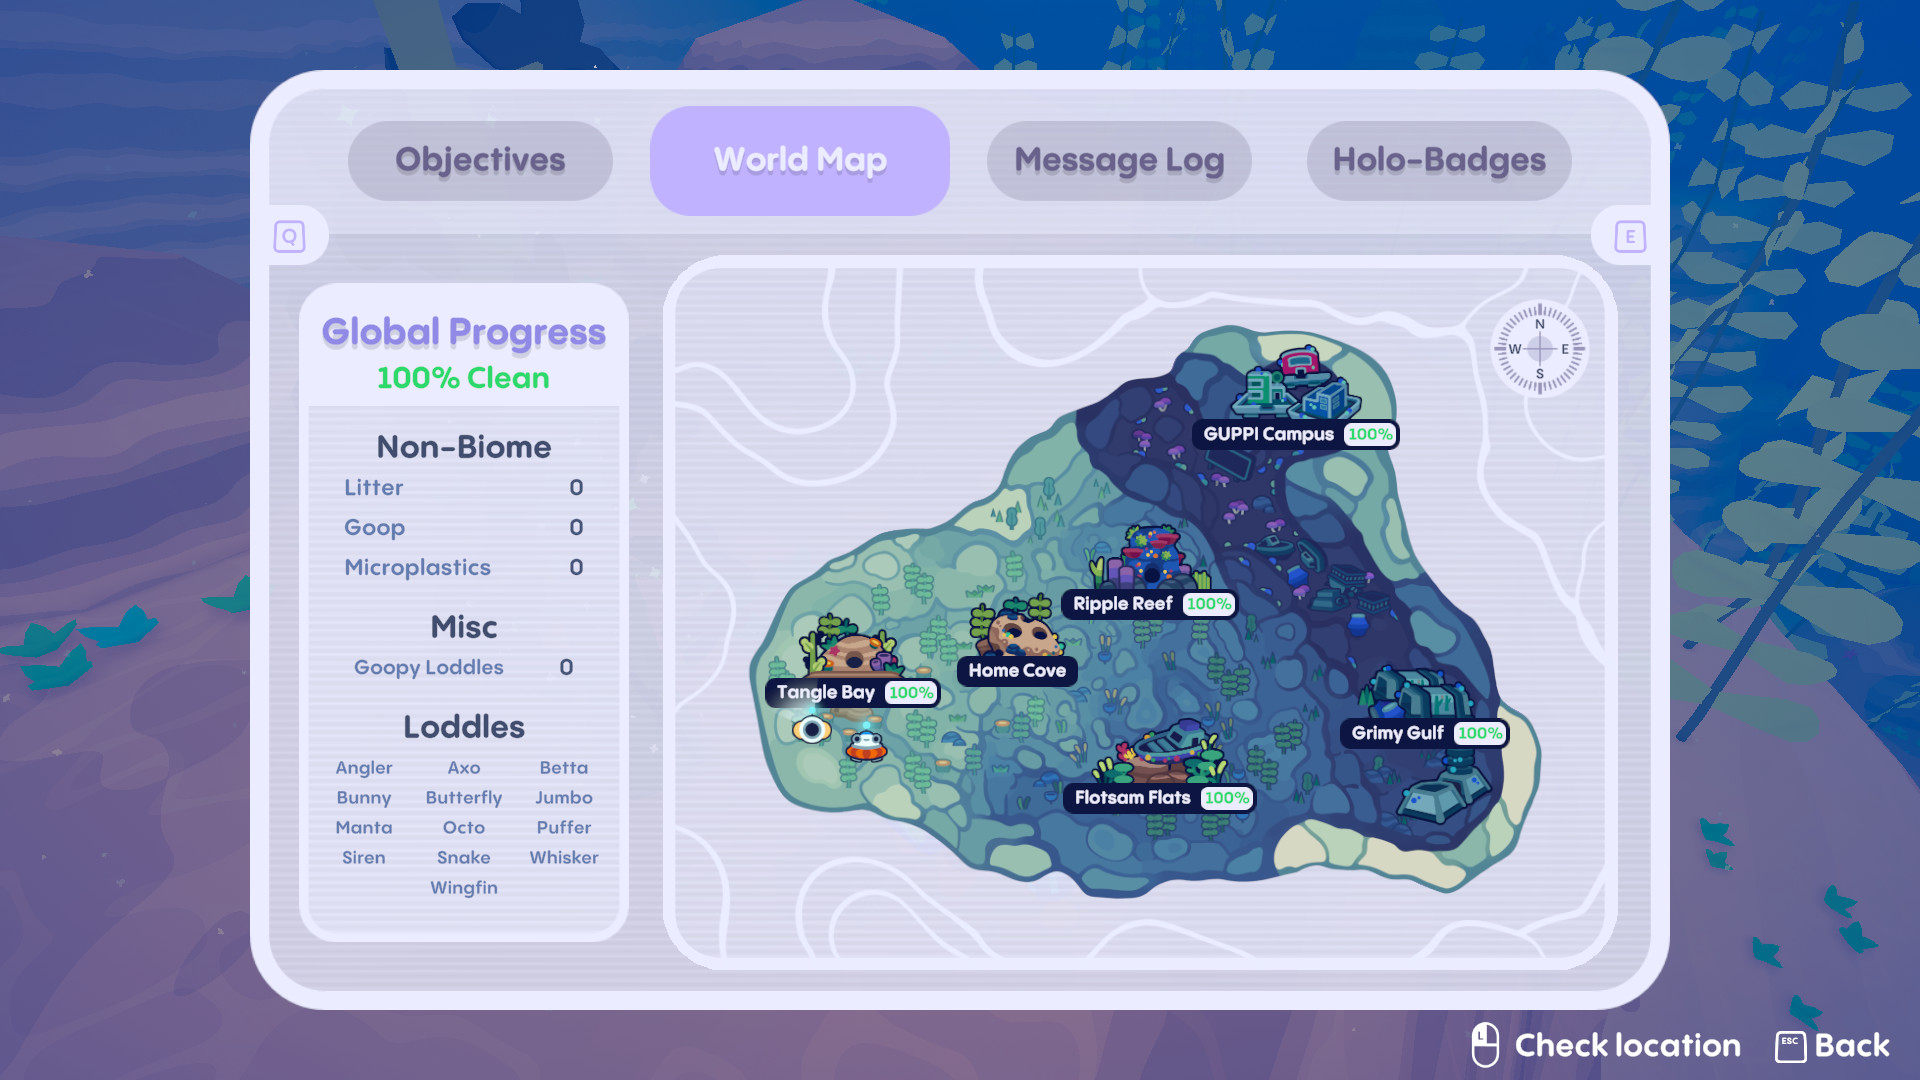 Objectives
World Map
Message Log
Holo-Badges
Q
E
Global Progress
100% Clean
Non-Biome
Litter 0
Goop 0
Microplastics 0
Misc
Goopy Loddles 0
Loddles
Angler Axo Betta
Bunny Butterfly Jumbo
Manta Octo Puffer
Siren Snake Whisker
Wingfin
N
W E
S
GUPPI Campus 100%
Ripple Reef 100%
Home Cove
Tangle Bay 100%
Grimy Gulf 100%
Flotsam Flats 100%
L Check location
ESC Back